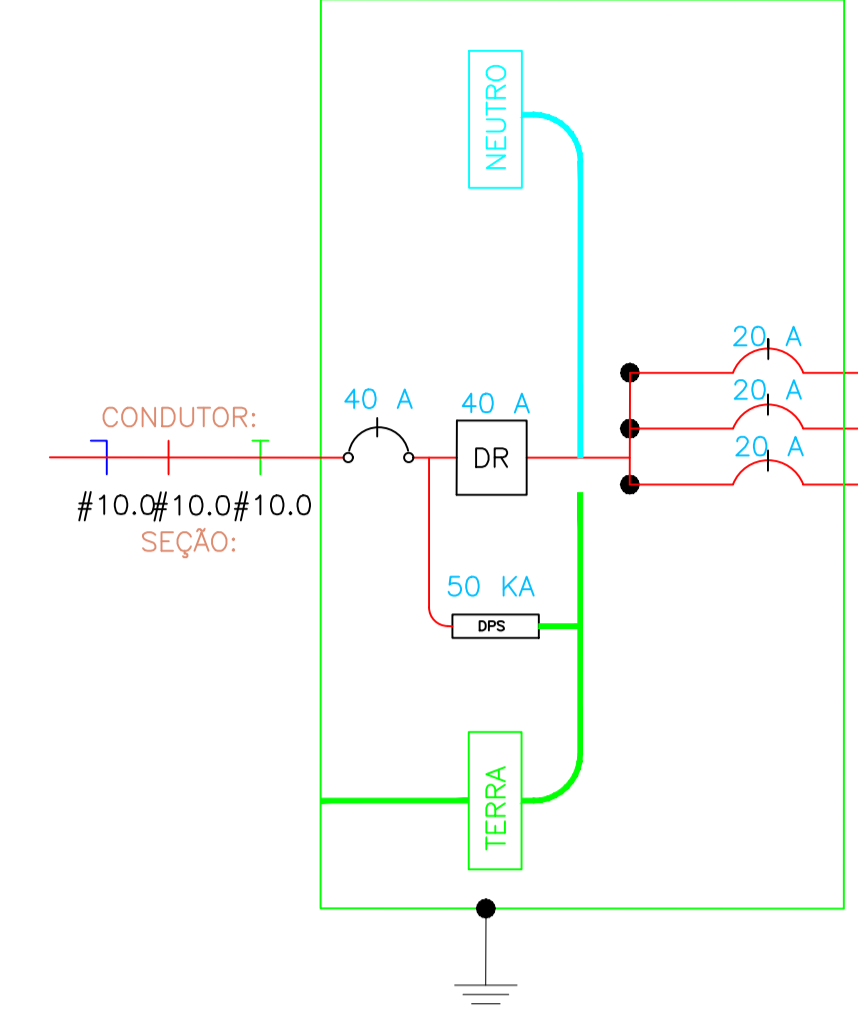 NEUTRO
20 A
20 A
20 A
40 A
40 A
CONDUTOR:
DR
#10.0#10.0#10.0
SEÇÃO:
50 KA
DPS
TERRA